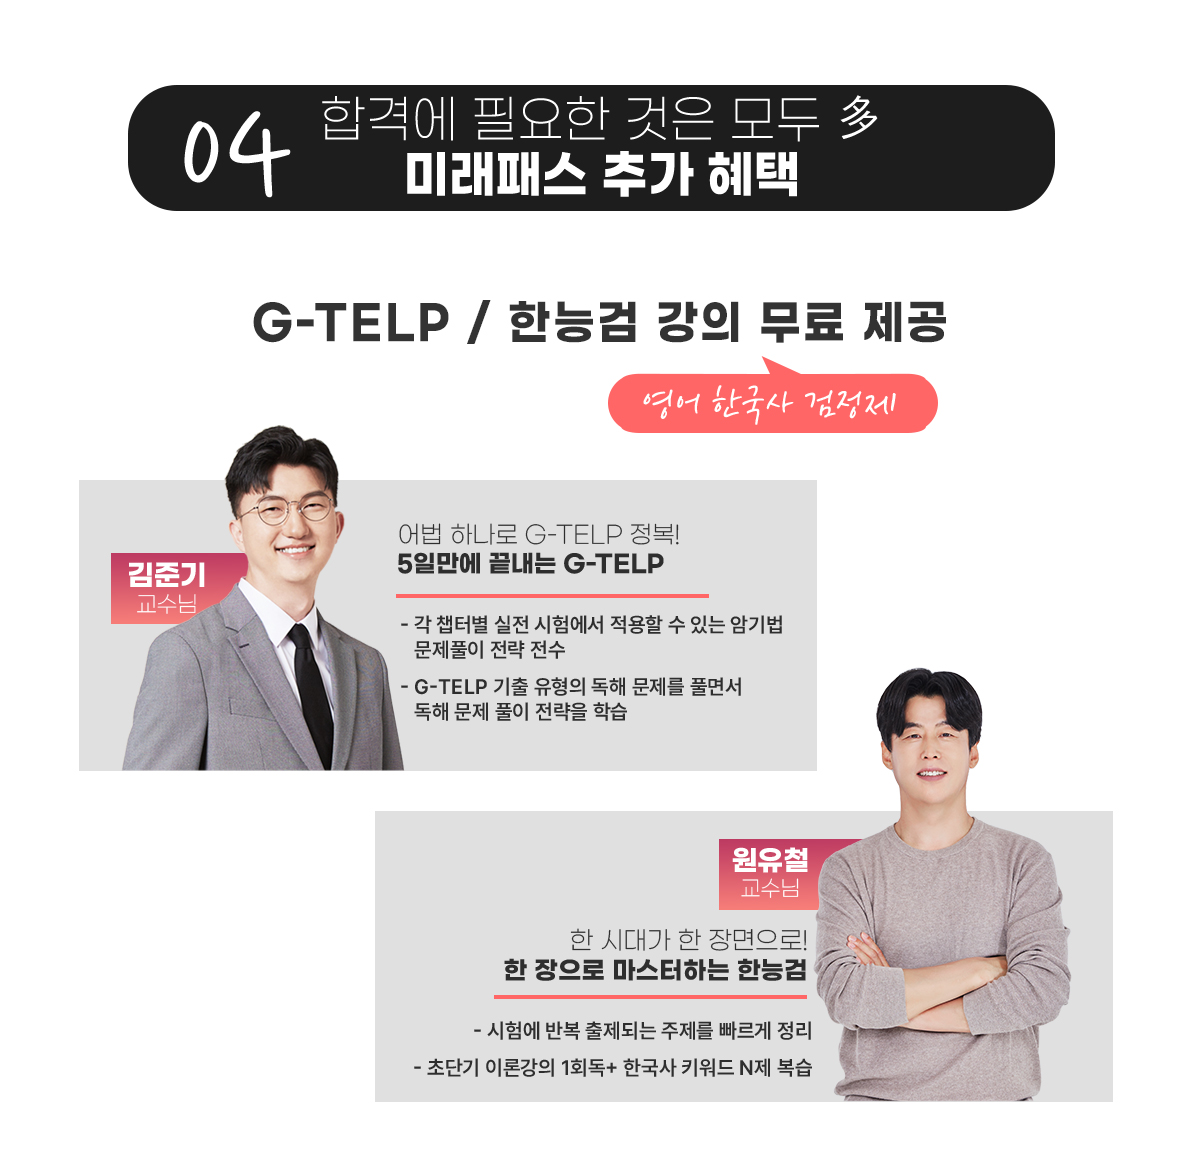 04
합격에 필요한 것은 모두 多
미래패스 추가 혜택
G-TELP / 한능검 강의 무료 제공
영어 한국사 검정제
김준기
교수님
어법 하나로 G-TELP 정복!
5일만에 끝내는 G-TELP
- 각 챕터별 실전 시험에서 적용할 수 있는 암기법
문제풀이 전략 전수
- G-TELP 기출 유형의 독해 문제를 풀면서
독해 문제 풀이 전략을 학습
원유철
교수님
한 시대가 한 장면으로!
한 장으로 마스터하는 한능검
- 시험에 반복 출제되는 주제를 빠르게 정리
- 초단기 이론강의 1회독+ 한국사 키워드 N제 복습